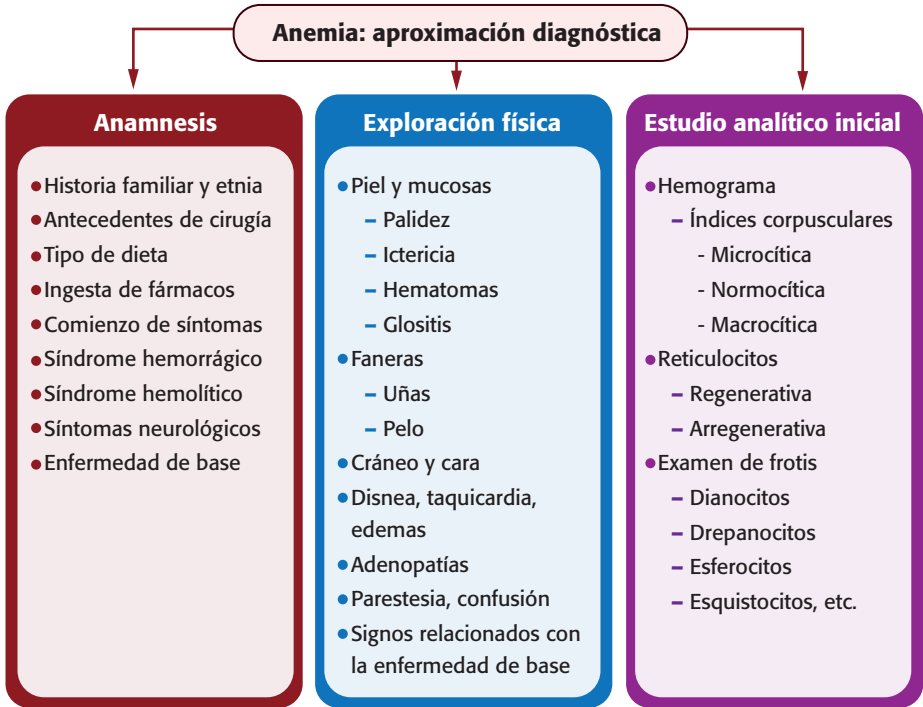 Anemia: aproximación diagnóstica
Anamnesis
• Historia familiar y etnia
• Antecedentes de cirugía
• Tipo de dieta
• Ingesta de fármacos
• Comienzo de síntomas
• Síndrome hemorrágico
• Síndrome hemolítico
• Síntomas neurológicos
• Enfermedad de base
Exploración física
• Piel y mucosas
– Palidez
– Ictericia
– Hematomas
– Glositis
• Faneras
– Uñas
– Pelo
• Cráneo y cara
• Disnea, taquicardia,
edemas
• Adenopatías
• Parestesia, confusión
• Signos relacionados con
la enfermedad de base
Estudio analítico inicial
• Hemograma
– Índices corpusculares
- Microcítica
- Normocítica
- Macrocítica
• Reticulocitos
– Regenerativa
– Arregenerativa
• Examen de frotis
– Dianocitos
– Drepanocitos
– Esferocitos
– Esquistocitos, etc.